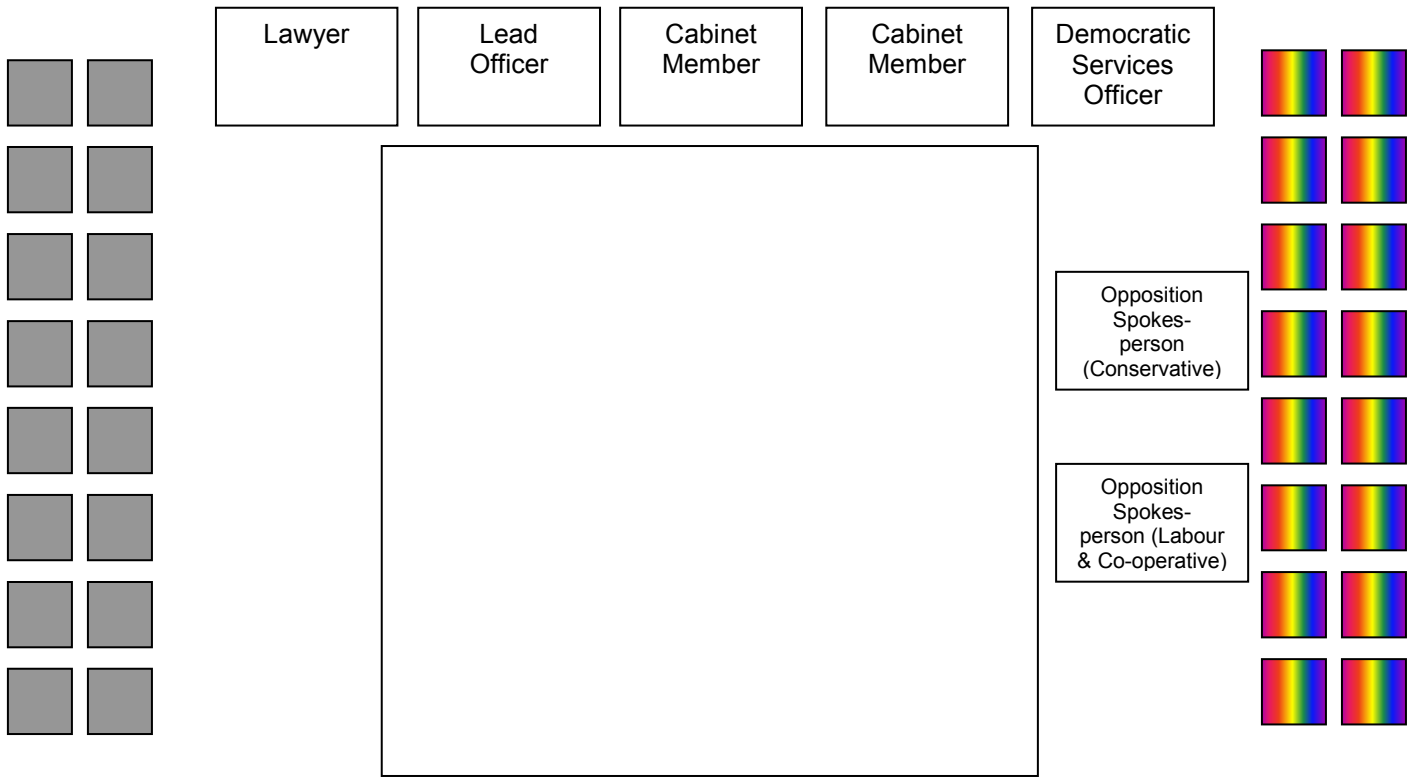 Lawyer
Lead
Officer
Cabinet
Member
Cabinet
Member
Democratic
Services
Officer
Opposition
Spokes-
person
(Conservative)
Opposition
Spokes-
person (Labour
& Co-operative)